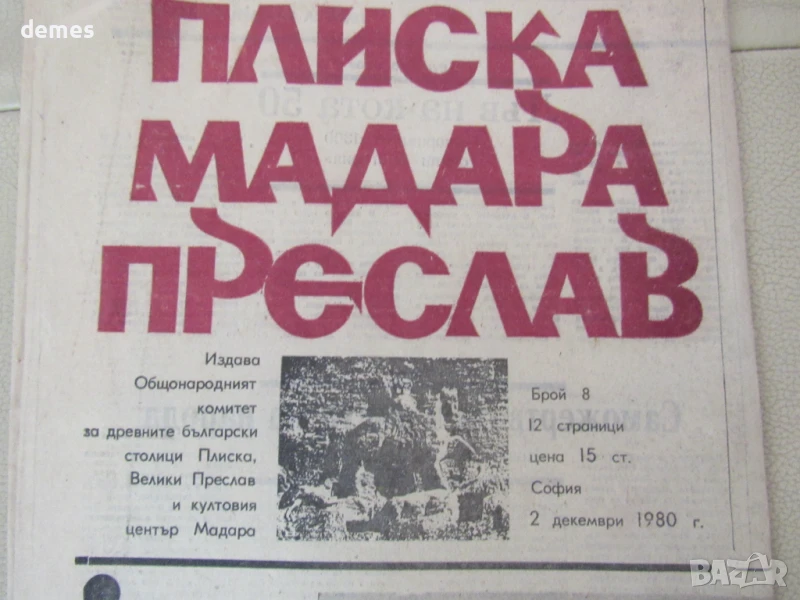 demes
ПЛИСКА
МАДАРА
ПРЕСЛАВ
Издава
Общонародният
комитет
за древните български
столици Плиска,
Велики Преслав
и култовия
център Мадара
Брой 8
12 страници
цена 15 ст.
София
2 декември 1980 г.
BAZAR